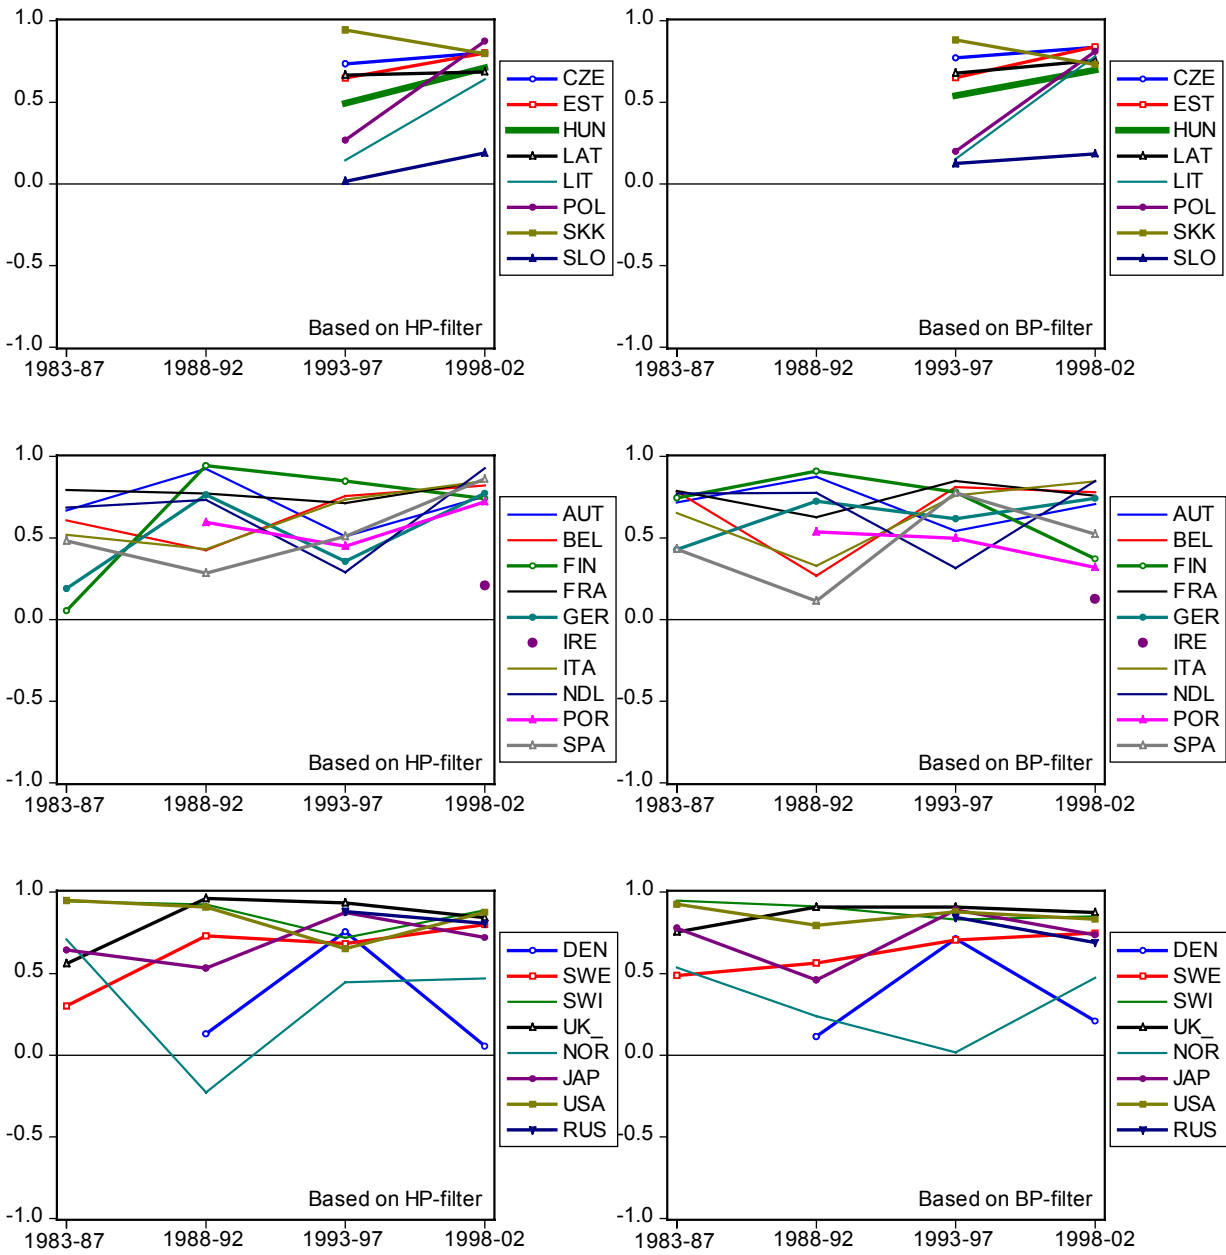 1.0
0.5
0.0
-0.5
-1.0
1983-87 1988-92 1993-97 1998-02
Based on HP-filter
CZE
EST
HUN
LAT
LIT
POL
SKK
SLO
1.0
0.5
0.0
-0.5
-1.0
1983-87 1988-92 1993-97 1998-02
Based on BP-filter
CZE
EST
HUN
LAT
LIT
POL
SKK
SLO
1.0
0.5
0.0
-0.5
-1.0
1983-87 1988-92 1993-97 1998-02
Based on HP-filter
AUT
BEL
FIN
FRA
GER
IRE
ITA
NDL
POR
SPA
1.0
0.5
0.0
-0.5
-1.0
1983-87 1988-92 1993-97 1998-02
Based on BP-filter
AUT
BEL
FIN
FRA
GER
IRE
ITA
NDL
POR
SPA
1.0
0.5
0.0
-0.5
-1.0
1983-87 1988-92 1993-97 1998-02
Based on HP-filter
DEN
SWE
SWI
UK_
NOR
JAP
USA
RUS
1.0
0.5
0.0
-0.5
-1.0
1983-87 1988-92 1993-97 1998-02
Based on BP-filter
DEN
SWE
SWI
UK_
NOR
JAP
USA
RUS